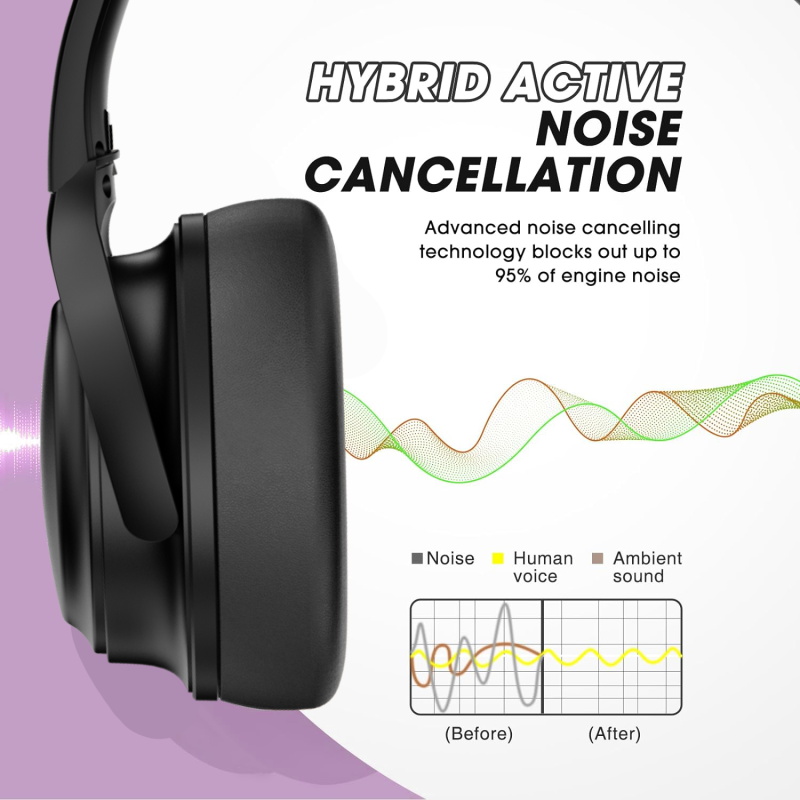 HYBRID ACTIVE
NOISE
CANCELLATION
Advanced noise cancelling
technology blocks out up to
95% of engine noise
Noise
Human
voice
Ambient
sound
(Before)
(After)